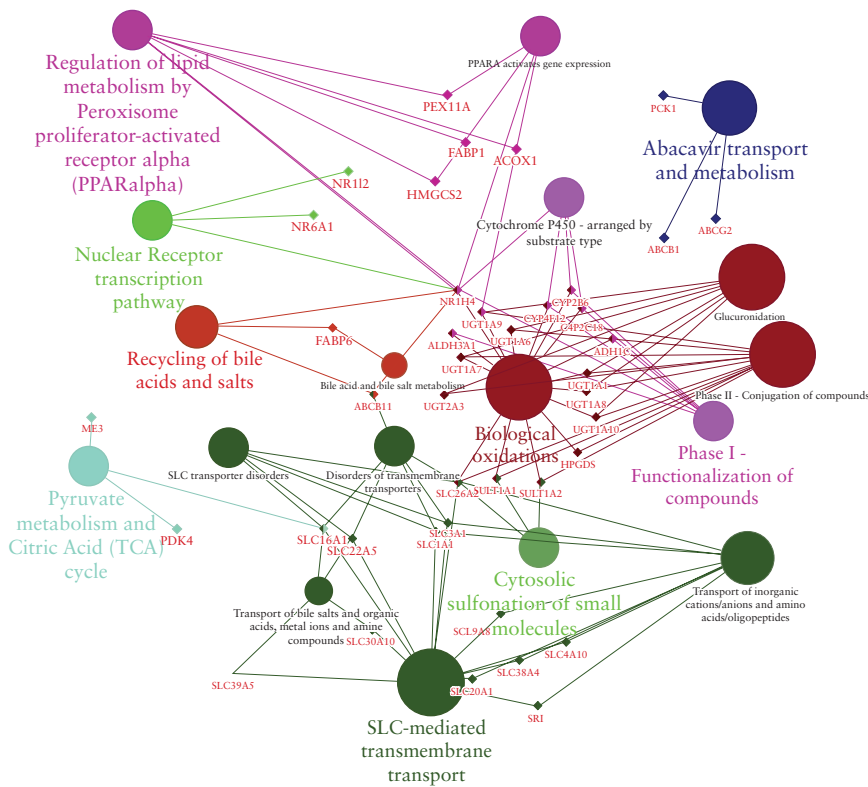 PPARA activates gene expression
Regulation of lipid
metabolism by
Peroxisome
proliferator-activated
receptor alpha
(PPARalpha)
PEX11A
PCK1
FABP1
ACOX1
HMGCS2
Abacavir transport
and metabolism
NR1l2
NR6A1
Cytochrome P450 - arranged by
substrate type
ABCG2
ABCB1
Nuclear Receptor
transcription
pathway
NR1H4
CYP2B6
UGT1A9
CYP4F12
C4P2C18
Glucuronidation
FABP6
ALDH3A1
UGT1A6
ADH1C
Recycling of bile
acids and salts
UGT1A7
Bile acid and bile salt metabolism
UGT1A1
Phase II - Conjugation of compounds
ABCB11
UGT2A3
UGT1A8
ME3
UGT1A10
Biological
oxidations
Phase I -
Functionalization of
compounds
HPGDS
SLC transporter disorders
Disorders of transmembrane
transporters
SLC26A2
SULT1A1
SULT1A2
Pyruvate
metabolism and
Citric Acid (TCA)
cycle
PDK4
SLC16A1
SLC22A5
SLC3A1
Cytosolic
sulfonation of small
molecules
Transport of inorganic
cations/anions and amino
acids/oligopeptides
Transport of bile salts and organic
acids, metal ions and amine
compounds
SLC30A10
SCL9A8
SLC4A10
SLC38A4
SLC39A5
SLC20A1
SRI
SLC-mediated
transmembrane
transport